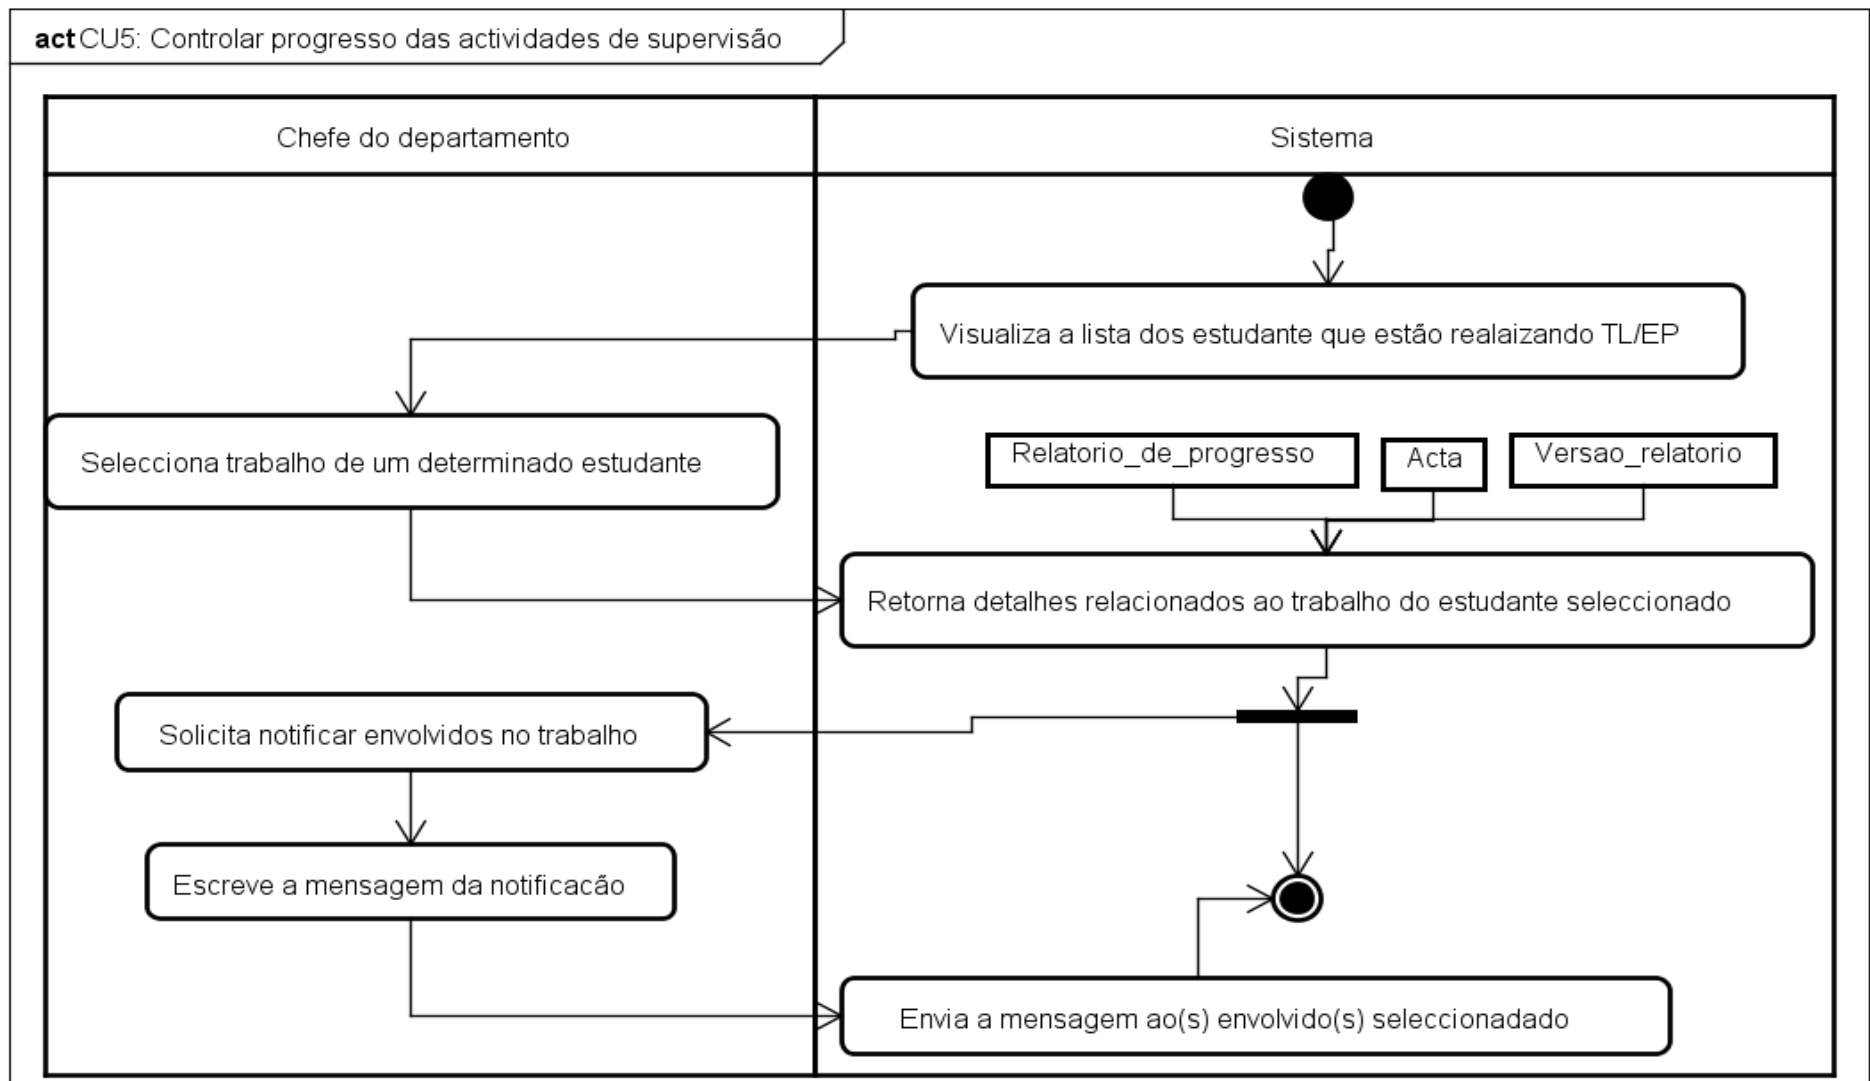 act CU5: Controlar progresso das actividades de supervisão
Chefe do departamento
Sistema
Visualiza a lista dos estudante que estão realaizando TL/EP
Selecciona trabalho de um determinado estudante
Relatorio_de_progresso
Acta
Versao_relatorio
Retorna detalhes relacionados ao trabalho do estudante seleccionado
Solicita notificar envolvidos no trabalho
Escreve a mensagem da notificacão
Envia a mensagem ao(s) envolvido(s) seleccionadado